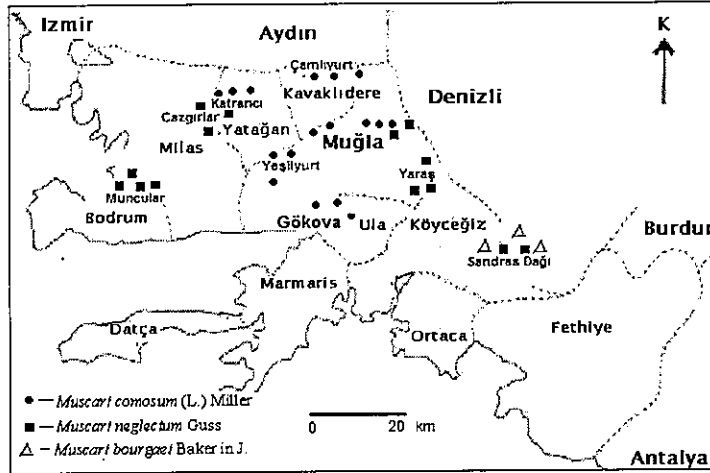 Izmir
Aydın
K
Çamlıyurt
Kavaklıdere
Denizli
Katrancı
Cazgırlar
Yatağan
Milas
Muğla
Yeşilyurt
Yaraş
Muncular
Bodrum
Gökova
Ula
Köyceğiz
Burdur
Sandras Dağı
Marmaris
Datça
Ortaca
Fethiye
● — Muscari comosum (L.) Miller
■ — Muscari neglectum Guss
△ — Muscari bourgaei Baker in J.
0 20 km
Antalya